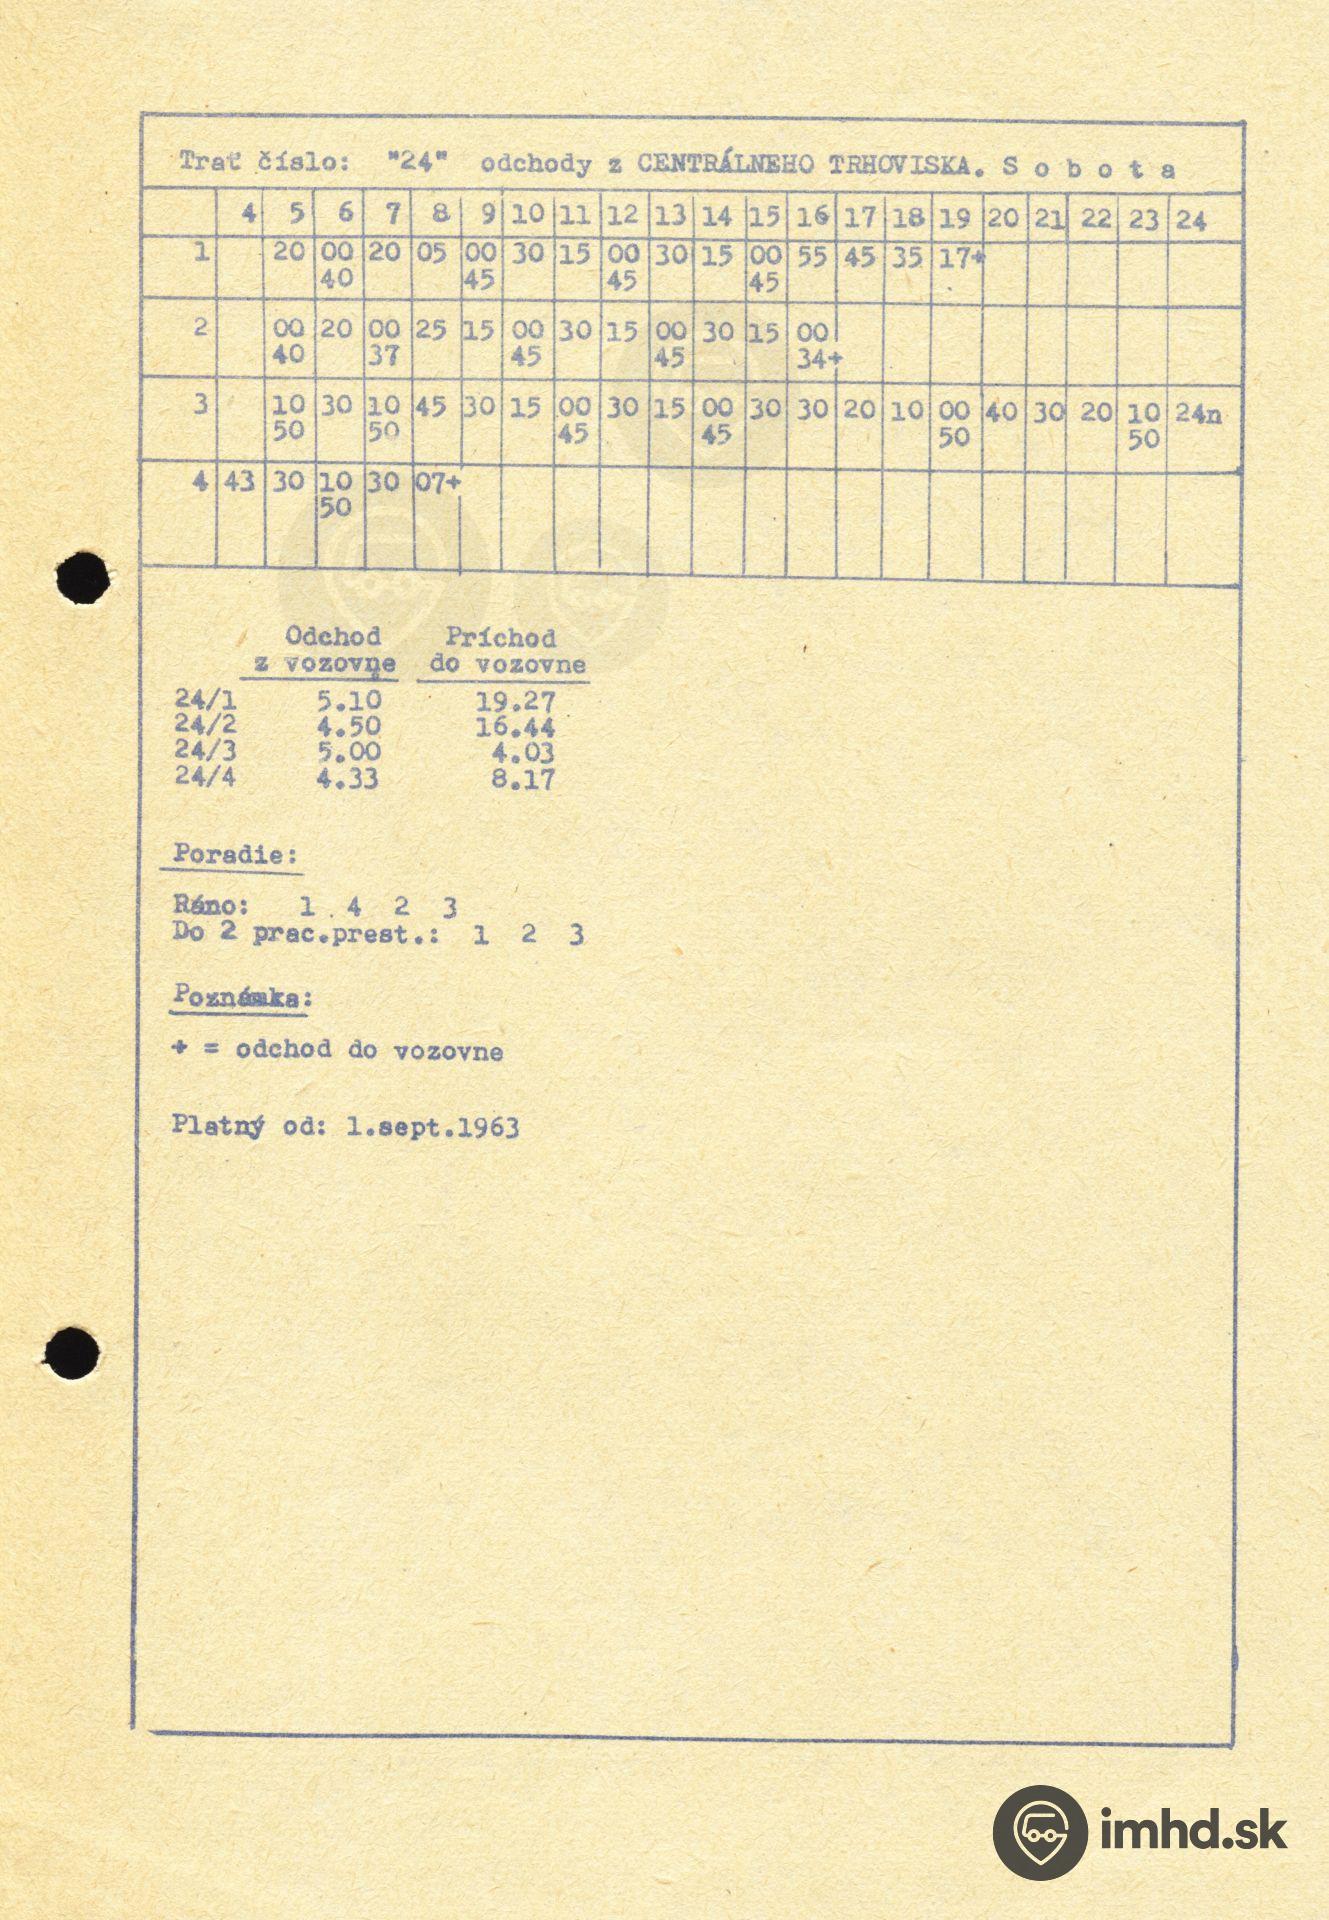 Trať číslo: "24" odchody z CENTRÁLNEHO TRHOVISKA. S o b o t a
4 5 6 7 8 9 10 11 12 13 14 15 16 17 18 19 20 21 22 23 24
1 20 00 20 05 00 30 15 00 30 15 00 55 45 35 17+
40 45 45 45
2 00 20 00 25 15 00 30 15 00 30 15 00
40 37 45 45 34+
3 10 30 10 45 30 15 00 30 15 00 30 30 20 10 00 40 30 20 10 24n
50 50 45 45 50 50
4 43 30 10 30 07+
50
Odchod Príchod
z vozovne do vozovne
24/1 5.10 19.27
24/2 4.50 16.44
24/3 5.00 4.03
24/4 4.33 8.17
Poradie:
Ráno: 1 4 2 3
Do 2 prac.prest.: 1 2 3
Poznámka:
+ = odchod do vozovne
Platný od: 1.sept.1963
imhd.sk